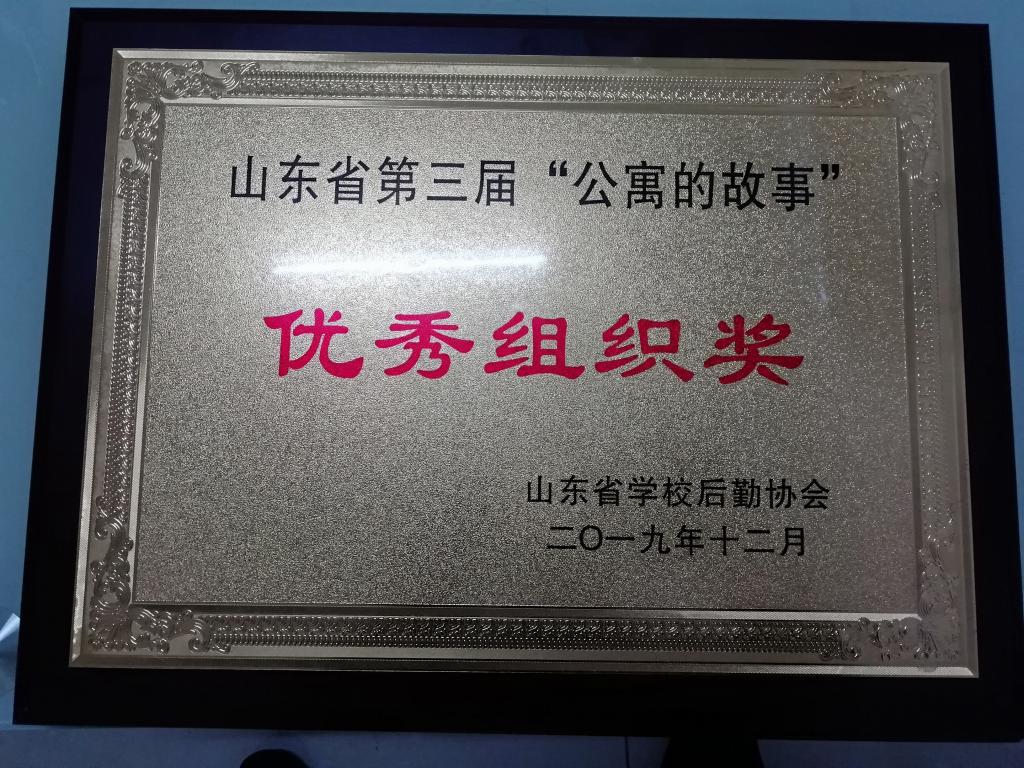 山东省第三届“公寓的故事”
优秀组织奖
山东省学校后勤协会
二〇一九年十二月